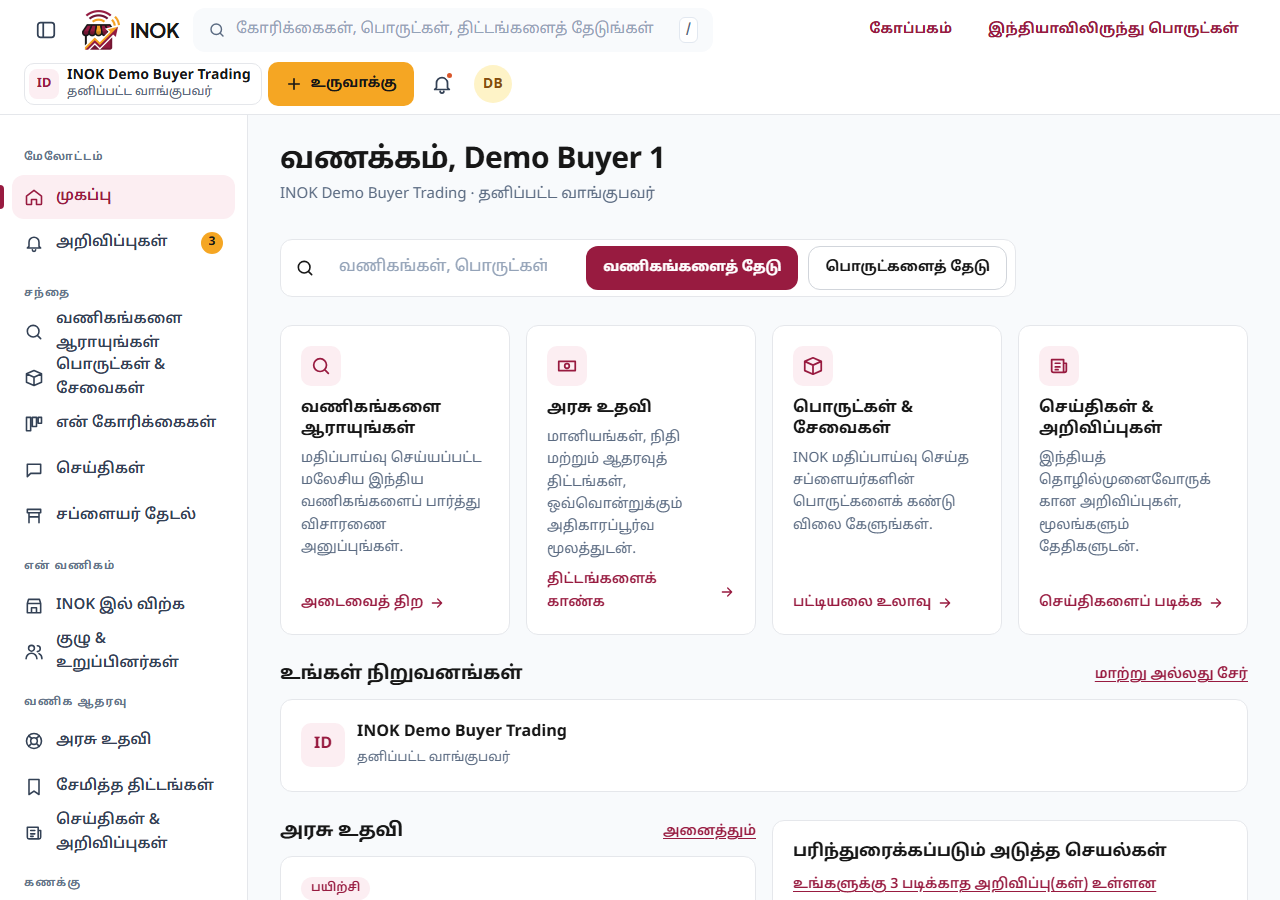 INOK
கோரிக்கைகள், பொருட்கள், திட்டங்களைத் தேடுங்கள்
/
கோப்பகம்
இந்தியாவிலிருந்து பொருட்கள்
ID
INOK Demo Buyer Trading
தனிப்பட்ட வாங்குபவர்
+ உருவாக்கு
DB
மேலோட்டம்
முகப்பு
அறிவிப்புகள்
3
சந்தை
வணிகங்களை
ஆராயுங்கள்
பொருட்கள் &
சேவைகள்
என் கோரிக்கைகள்
செய்திகள்
சப்ளையர் தேடல்
என் வணிகம்
INOK இல் விற்க
குழு &
உறுப்பினர்கள்
வணிக ஆதரவு
அரசு உதவி
சேமித்த திட்டங்கள்
செய்திகள் &
அறிவிப்புகள்
கணக்கு
வணக்கம், Demo Buyer 1
INOK Demo Buyer Trading · தனிப்பட்ட வாங்குபவர்
வணிகங்கள், பொருட்கள்
வணிகங்களைத் தேடு
பொருட்களைத் தேடு
வணிகங்களை
ஆராயுங்கள்
மதிப்பாய்வு செய்யப்பட்ட
மலேசிய இந்திய
வணிகங்களைப் பார்த்து
விசாரணை
அனுப்புங்கள்.
அடைவைத் திற →
அரசு உதவி
மானியங்கள், நிதி
மற்றும் ஆதரவுத்
திட்டங்கள்,
ஒவ்வொன்றுக்கும்
அதிகாரப்பூர்வ
மூலத்துடன்.
திட்டங்களைக்
காண்க →
பொருட்கள் &
சேவைகள்
INOK மதிப்பாய்வு செய்த
சப்ளையர்களின்
பொருட்களைக் கண்டு
விலை கேளுங்கள்.
பட்டியலை உலாவு →
செய்திகள் &
அறிவிப்புகள்
இந்தியத்
தொழில்முனைவோருக்
கான அறிவிப்புகள்,
மூலங்களும்
தேதிகளுடன்.
செய்திகளைப் படிக்க →
உங்கள் நிறுவனங்கள்
மாற்று அல்லது சேர்
ID
INOK Demo Buyer Trading
தனிப்பட்ட வாங்குபவர்
அரசு உதவி
அனைத்தும்
பயிற்சி
பரிந்துரைக்கப்படும் அடுத்த செயல்கள்
உங்களுக்கு 3 படிக்காத அறிவிப்பு(கள்) உள்ளன